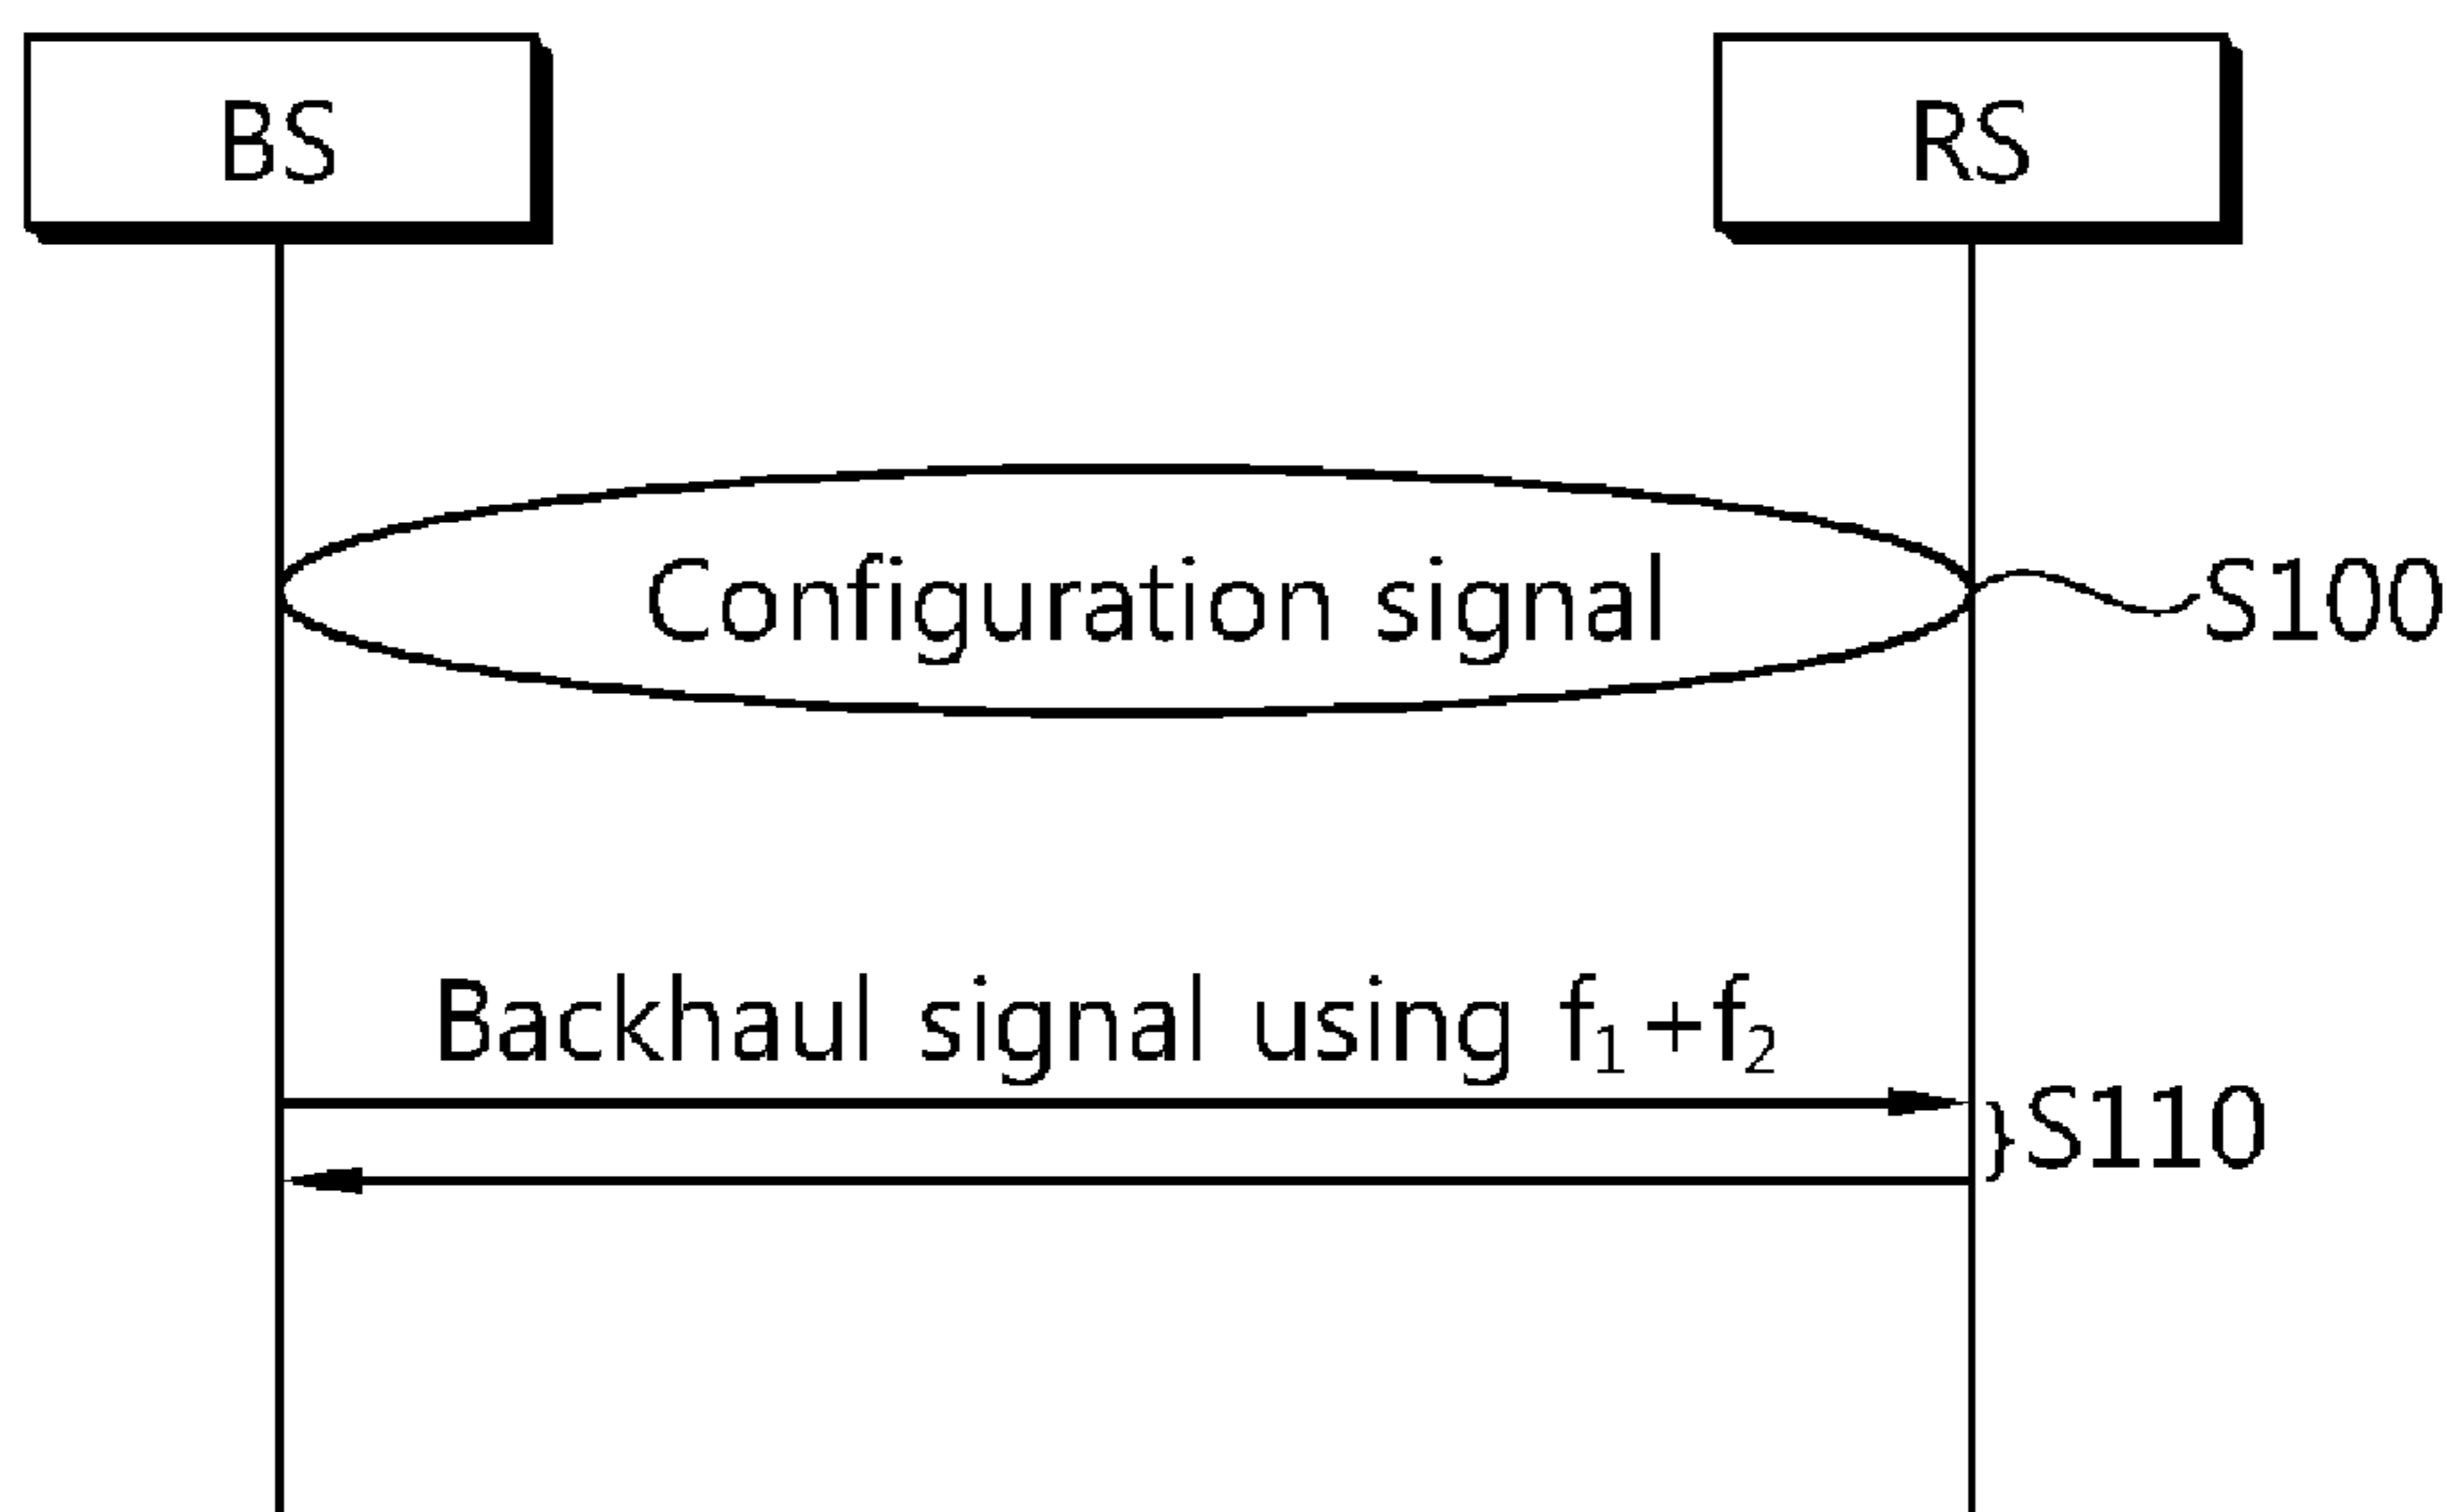 BS
RS
Configuration signal
S100
Backhaul signal using f₁+f₂
}S110